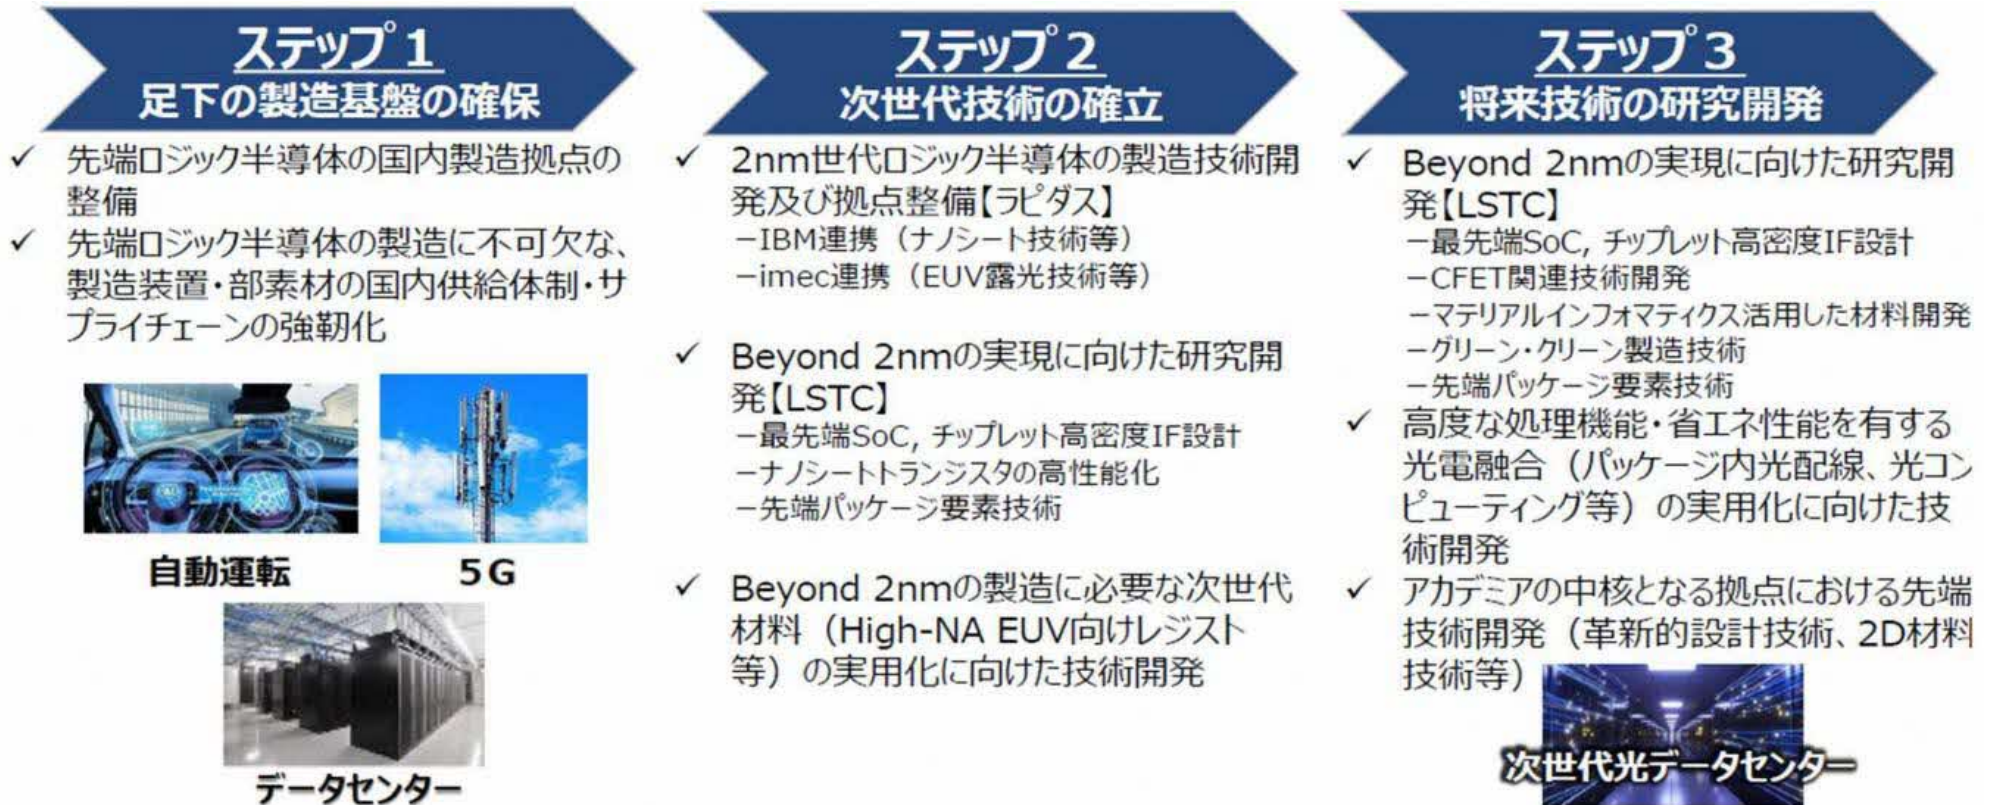 ステップ1
足下の製造基盤の確保
✓ 先端ロジック半導体の国内製造拠点の
整備
✓ 先端ロジック半導体の製造に不可欠な、
製造装置・部素材の国内供給体制・サ
プライチェーンの強靭化
自動運転
5G
データセンター
ステップ2
次世代技術の確立
✓ 2nm世代ロジック半導体の製造技術開
発及び拠点整備【ラピダス】
－IBM連携（ナノシート技術等）
－imec連携（EUV露光技術等）
✓ Beyond 2nmの実現に向けた研究開
発【LSTC】
－最先端SoC, チップレット高密度IF設計
－ナノシートトランジスタの高性能化
－先端パッケージ要素技術
✓ Beyond 2nmの製造に必要な次世代
材料（High-NA EUV向けレジスト
等）の実用化に向けた技術開発
ステップ3
将来技術の研究開発
✓ Beyond 2nmの実現に向けた研究開
発【LSTC】
－最先端SoC, チップレット高密度IF設計
－CFET関連技術開発
－マテリアルインフォマティクス活用した材料開発
－グリーン・クリーン製造技術
－先端パッケージ要素技術
✓ 高度な処理機能・省エネ性能を有する
光電融合（パッケージ内光配線、光コン
ピューティング等）の実用化に向けた技
術開発
✓ アカデミアの中核となる拠点における先端
技術開発（革新的設計技術、2D材料
技術等）
次世代光データセンター